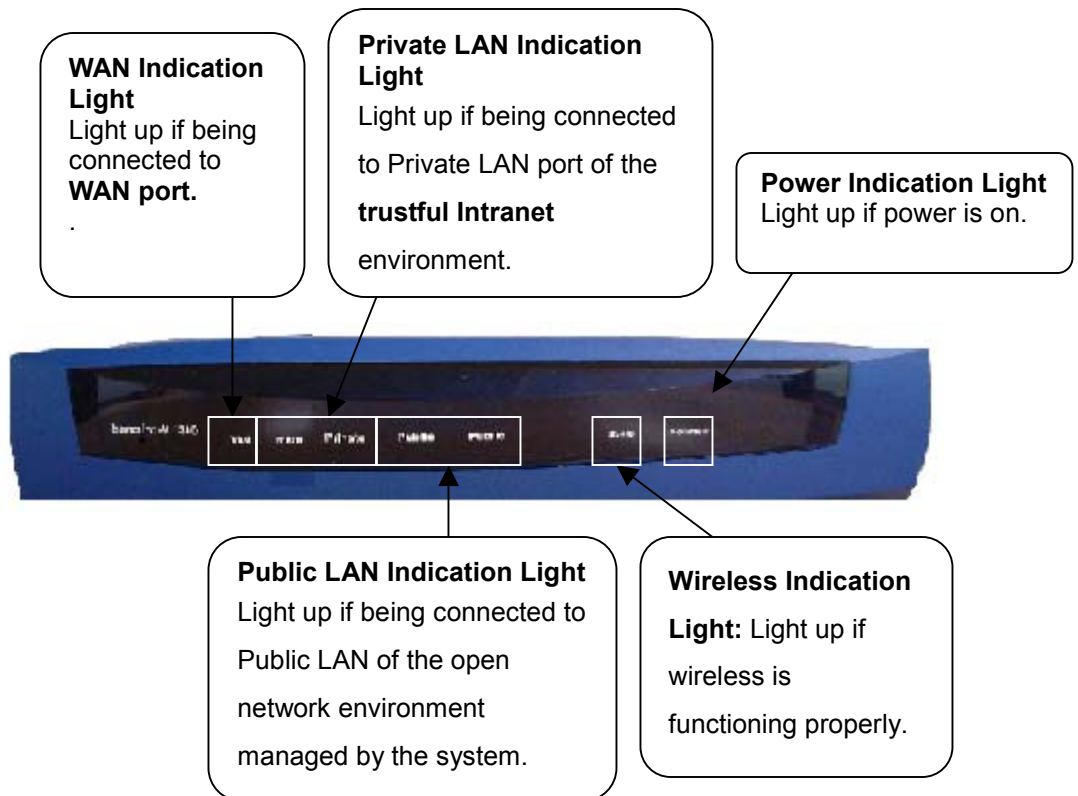 WAN Indication
Light
Light up if being
connected to
WAN port.
.
Private LAN Indication
Light
Light up if being connected
to Private LAN port of the
trustful Intranet
environment.
Power Indication Light
Light up if power is on.
Private
Public LAN Indication Light
Light up if being connected to
Public LAN of the open
network environment
managed by the system.
Wireless Indication
Light: Light up if
wireless is
functioning properly.